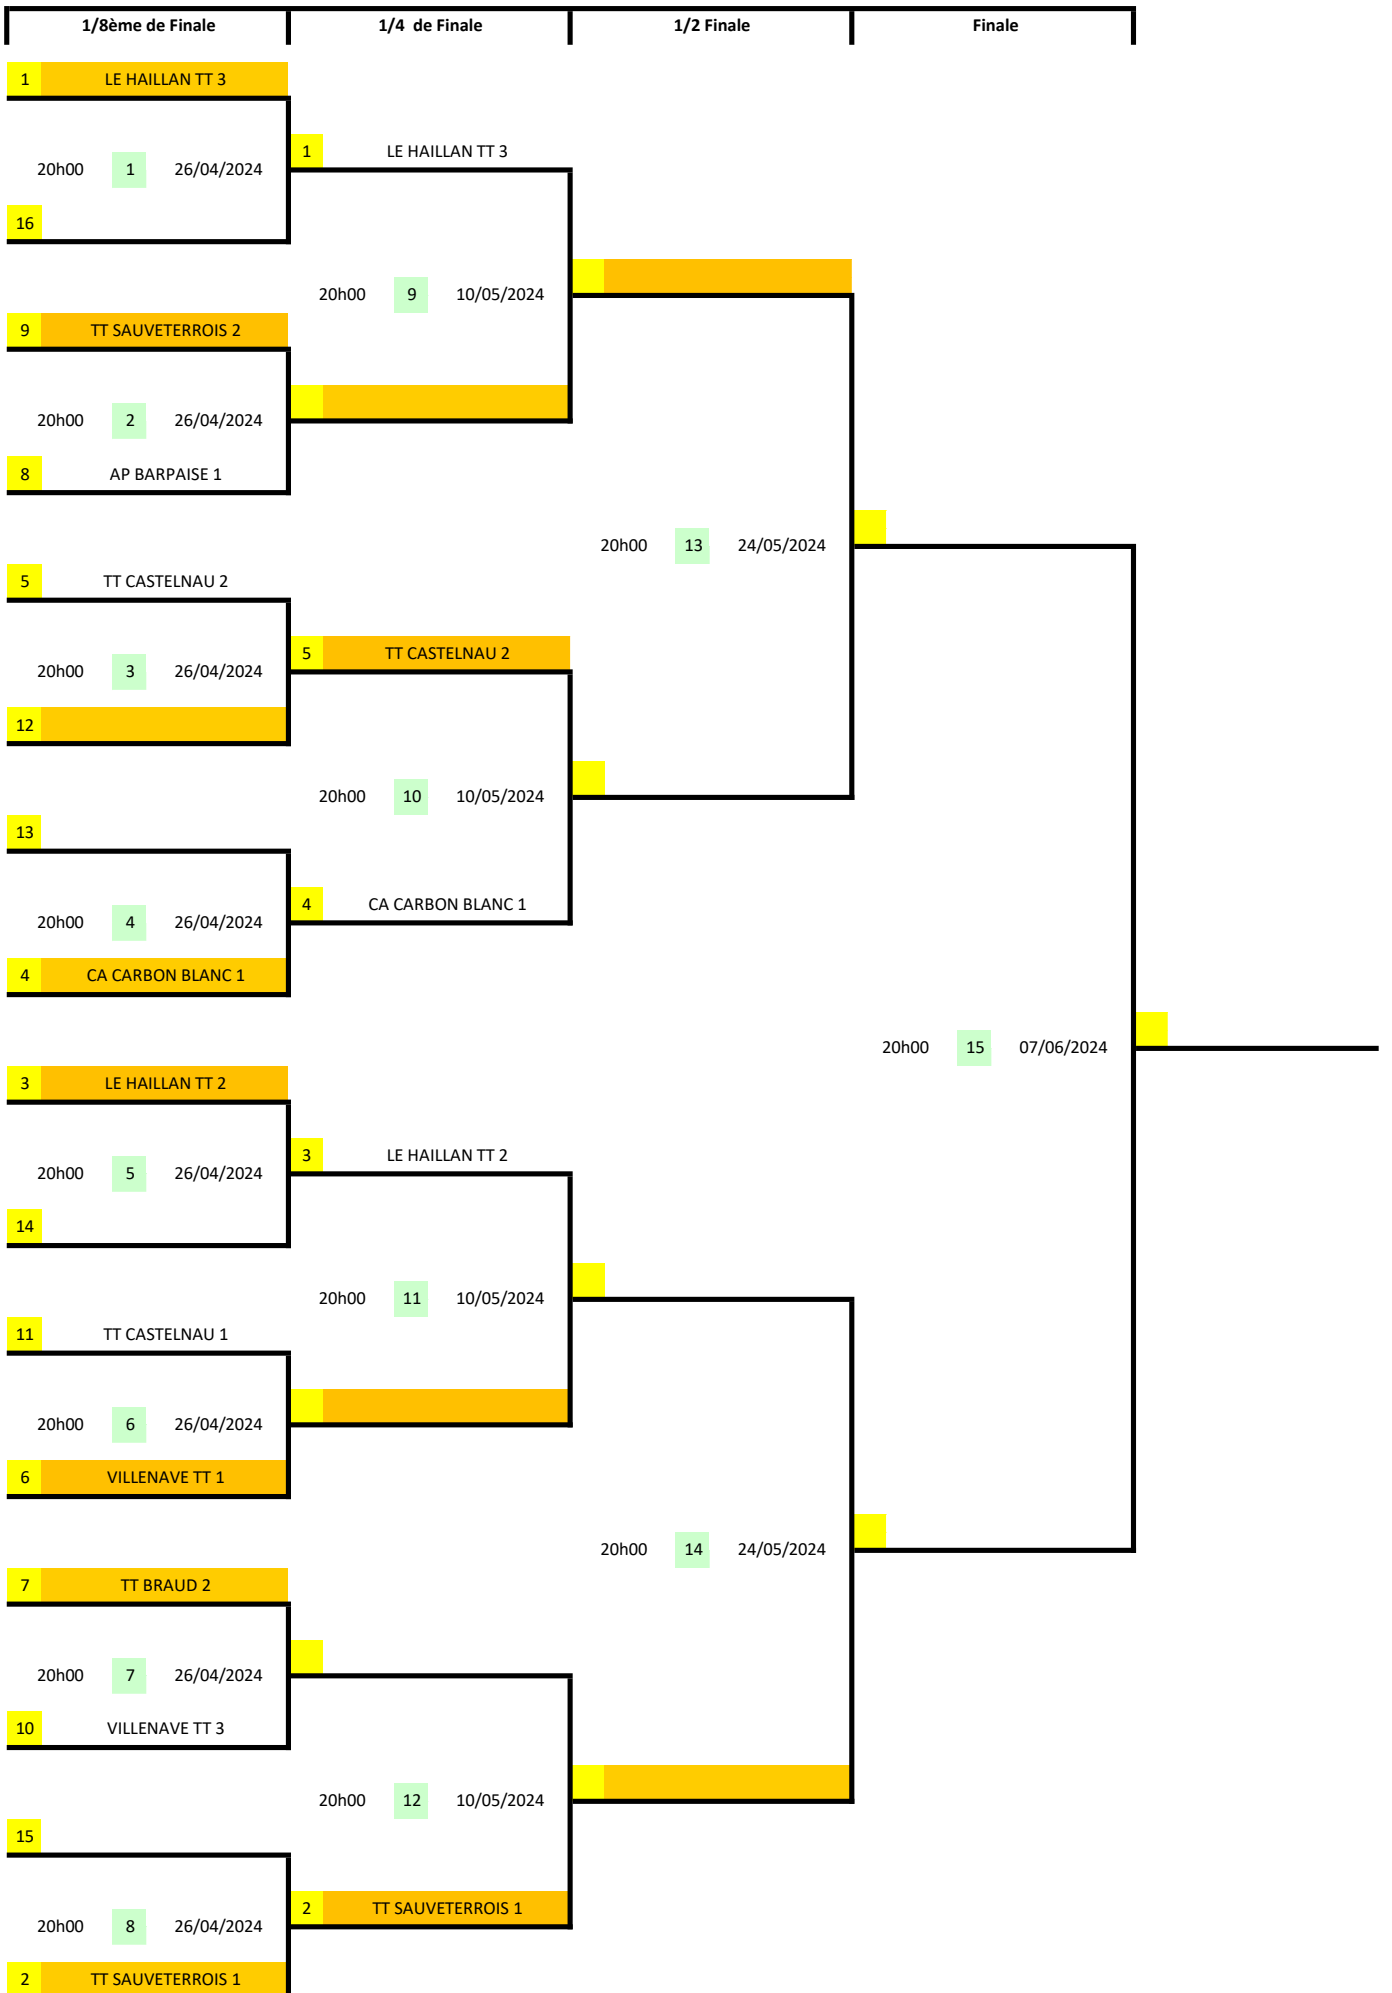 1/8ème de Finale 1/4 de Finale 1/2 Finale Finale
1 LE HAILLAN TT 3
1 LE HAILLAN TT 3
20h00 1 26/04/2024
16
20h00 9 10/05/2024
9 TT SAUVETERROIS 2
20h00 2 26/04/2024
8 AP BARPAISE 1
20h00 13 24/05/2024
5 TT CASTELNAU 2
5 TT CASTELNAU 2
20h00 3 26/04/2024
12
20h00 10 10/05/2024
13
4 CA CARBON BLANC 1
20h00 4 26/04/2024
4 CA CARBON BLANC 1
20h00 15 07/06/2024
3 LE HAILLAN TT 2
3 LE HAILLAN TT 2
20h00 5 26/04/2024
14
20h00 11 10/05/2024
11 TT CASTELNAU 1
20h00 6 26/04/2024
6 VILLENAVE TT 1
20h00 14 24/05/2024
7 TT BRAUD 2
20h00 7 26/04/2024
10 VILLENAVE TT 3
20h00 12 10/05/2024
15
2 TT SAUVETERROIS 1
20h00 8 26/04/2024
2 TT SAUVETERROIS 1